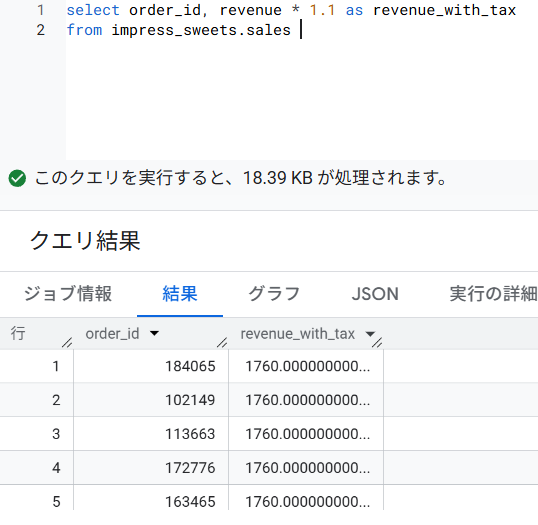 1 select order_id, revenue * 1.1 as revenue_with_tax
2 from impress_sweets.sales
このクエリを実行すると、18.39 KB が処理されます。
クエリ結果
ジョブ情報 結果 グラフ JSON 実行の詳細
行 order_id revenue_with_tax
1 184065 1760.000000000...
2 102149 1760.000000000...
3 113663 1760.000000000...
4 172776 1760.000000000...
5 163465 1760.000000000...